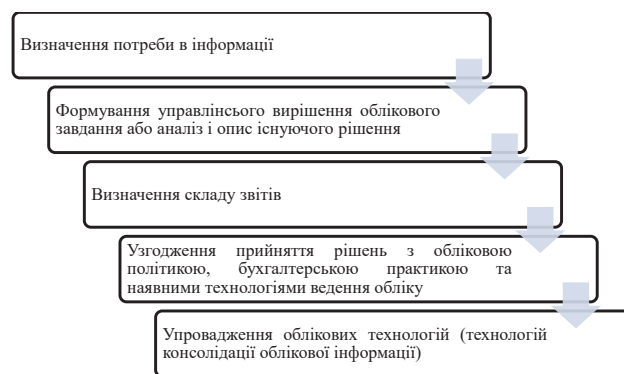 Визначення потреби в інформації
Формування управлінсього вирішення облікового
завдання або аналіз і опис існуючого рішення
Визначення складу звітів
Узгодження прийняття рішень з обліковою
політикою, бухгалтерською практикою та
наявними технологіями ведення обліку
Упровадження облікових технологій (технологій
консолідації облікової інформації)